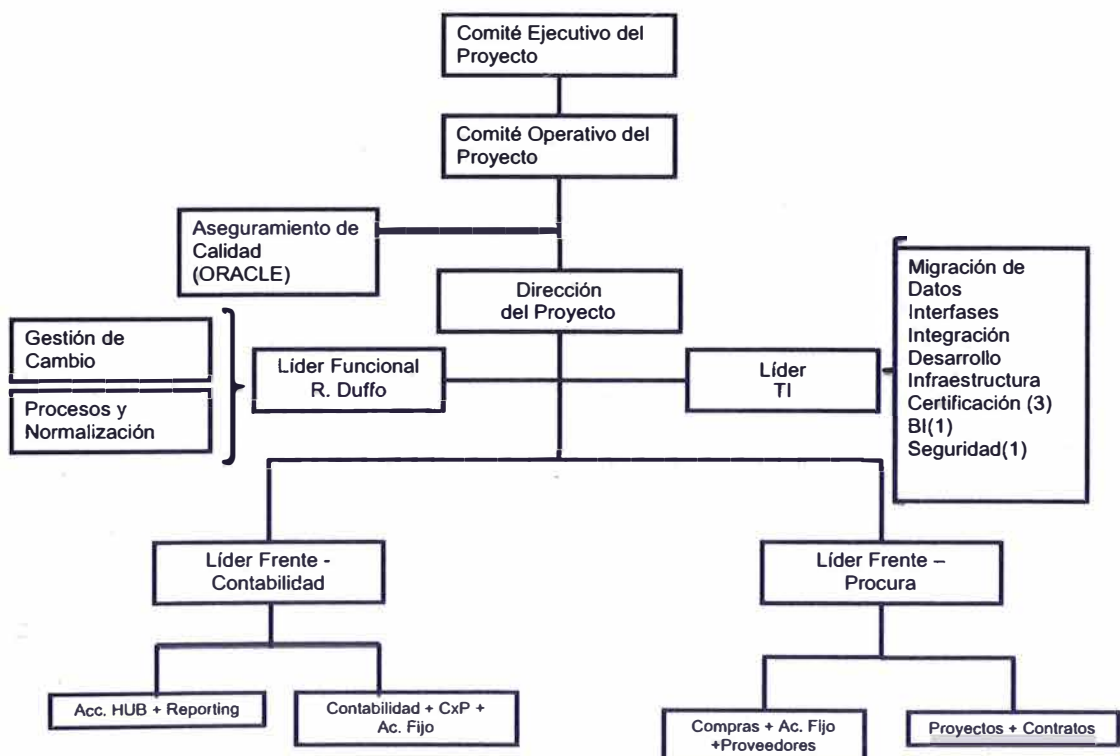 Comité Ejecutivo del
Proyecto
Comité Operativo del
Proyecto
Aseguramiento de
Calidad
(ORACLE)
Dirección
del Proyecto
Migración de
Datos
Interfases
Integración
Desarrollo
Infraestructura
Certificación (3)
BI(1)
Seguridad(1)
Gestión de
Cambio
Procesos y
Normalización
Líder Funcional
R. Duffo
Líder
TI
Líder Frente -
Contabilidad
Líder Frente –
Procura
Acc. HUB + Reporting
Contabilidad + CxP +
Ac. Fijo
Compras + Ac. Fijo
+Proveedores
Proyectos + Contratos